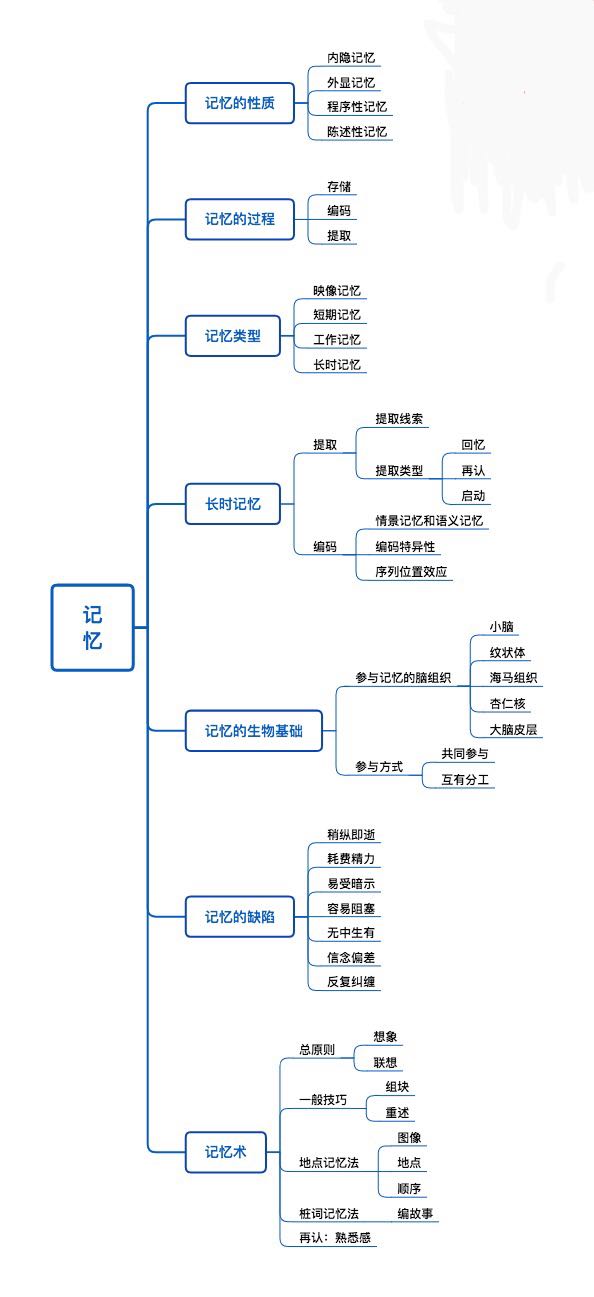 记
忆
记忆的性质
内隐记忆
外显记忆
程序性记忆
陈述性记忆
记忆的过程
存储
编码
提取
记忆类型
映像记忆
短期记忆
工作记忆
长时记忆
长时记忆
提取
提取线索
提取类型
回忆
再认
启动
编码
情景记忆和语义记忆
编码特异性
序列位置效应
记忆的生物基础
参与记忆的脑组织
小脑
纹状体
海马组织
杏仁核
大脑皮层
参与方式
共同参与
互有分工
记忆的缺陷
稍纵即逝
耗费精力
易受暗示
容易阻塞
无中生有
信念偏差
反复纠缠
记忆术
总原则
想象
联想
一般技巧
组块
重述
地点记忆法
图像
地点
顺序
桩词记忆法
编故事
再认：熟悉感